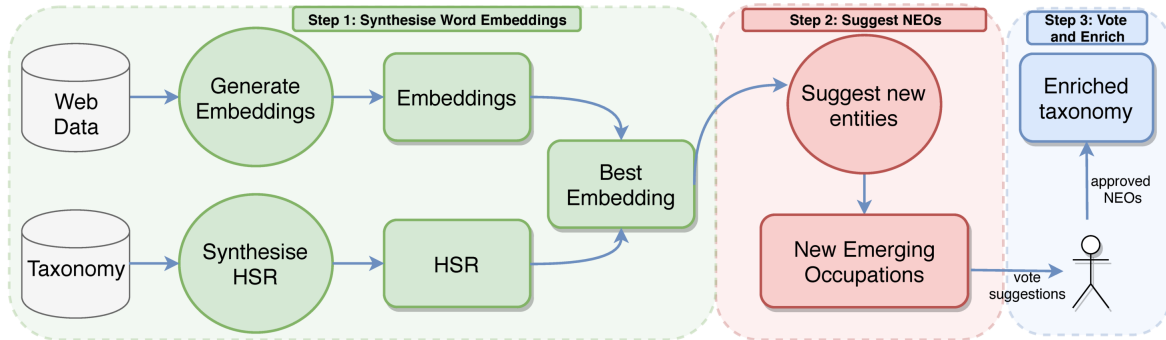 Step 1: Synthesise Word Embeddings
Web
Data
Generate
Embeddings
Embeddings
Best
Embedding
Taxonomy
Synthesise
HSR
HSR
Step 2: Suggest NEOs
Suggest new
entities
New Emerging
Occupations
Step 3: Vote
and Enrich
Enriched
taxonomy
approved
NEOs
vote
suggestions